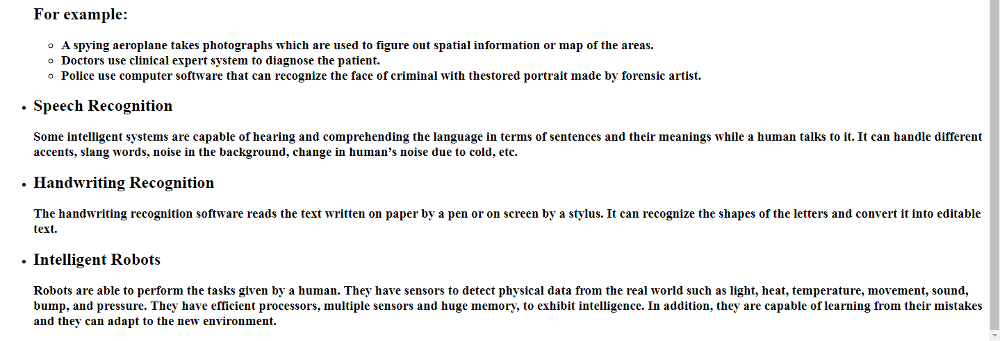 For example:
A spying aeroplane takes photographs which are used to figure out spatial information or map of the areas.
Doctors use clinical expert system to diagnose the patient.
Police use computer software that can recognize the face of criminal with thestored portrait made by forensic artist.
Speech Recognition
Some intelligent systems are capable of hearing and comprehending the language in terms of sentences and their meanings while a human talks to it. It can handle different
accents, slang words, noise in the background, change in human’s noise due to cold, etc.
Handwriting Recognition
The handwriting recognition software reads the text written on paper by a pen or on screen by a stylus. It can recognize the shapes of the letters and convert it into editable
text.
Intelligent Robots
Robots are able to perform the tasks given by a human. They have sensors to detect physical data from the real world such as light, heat, temperature, movement, sound,
bump, and pressure. They have efficient processors, multiple sensors and huge memory, to exhibit intelligence. In addition, they are capable of learning from their mistakes
and they can adapt to the new environment.